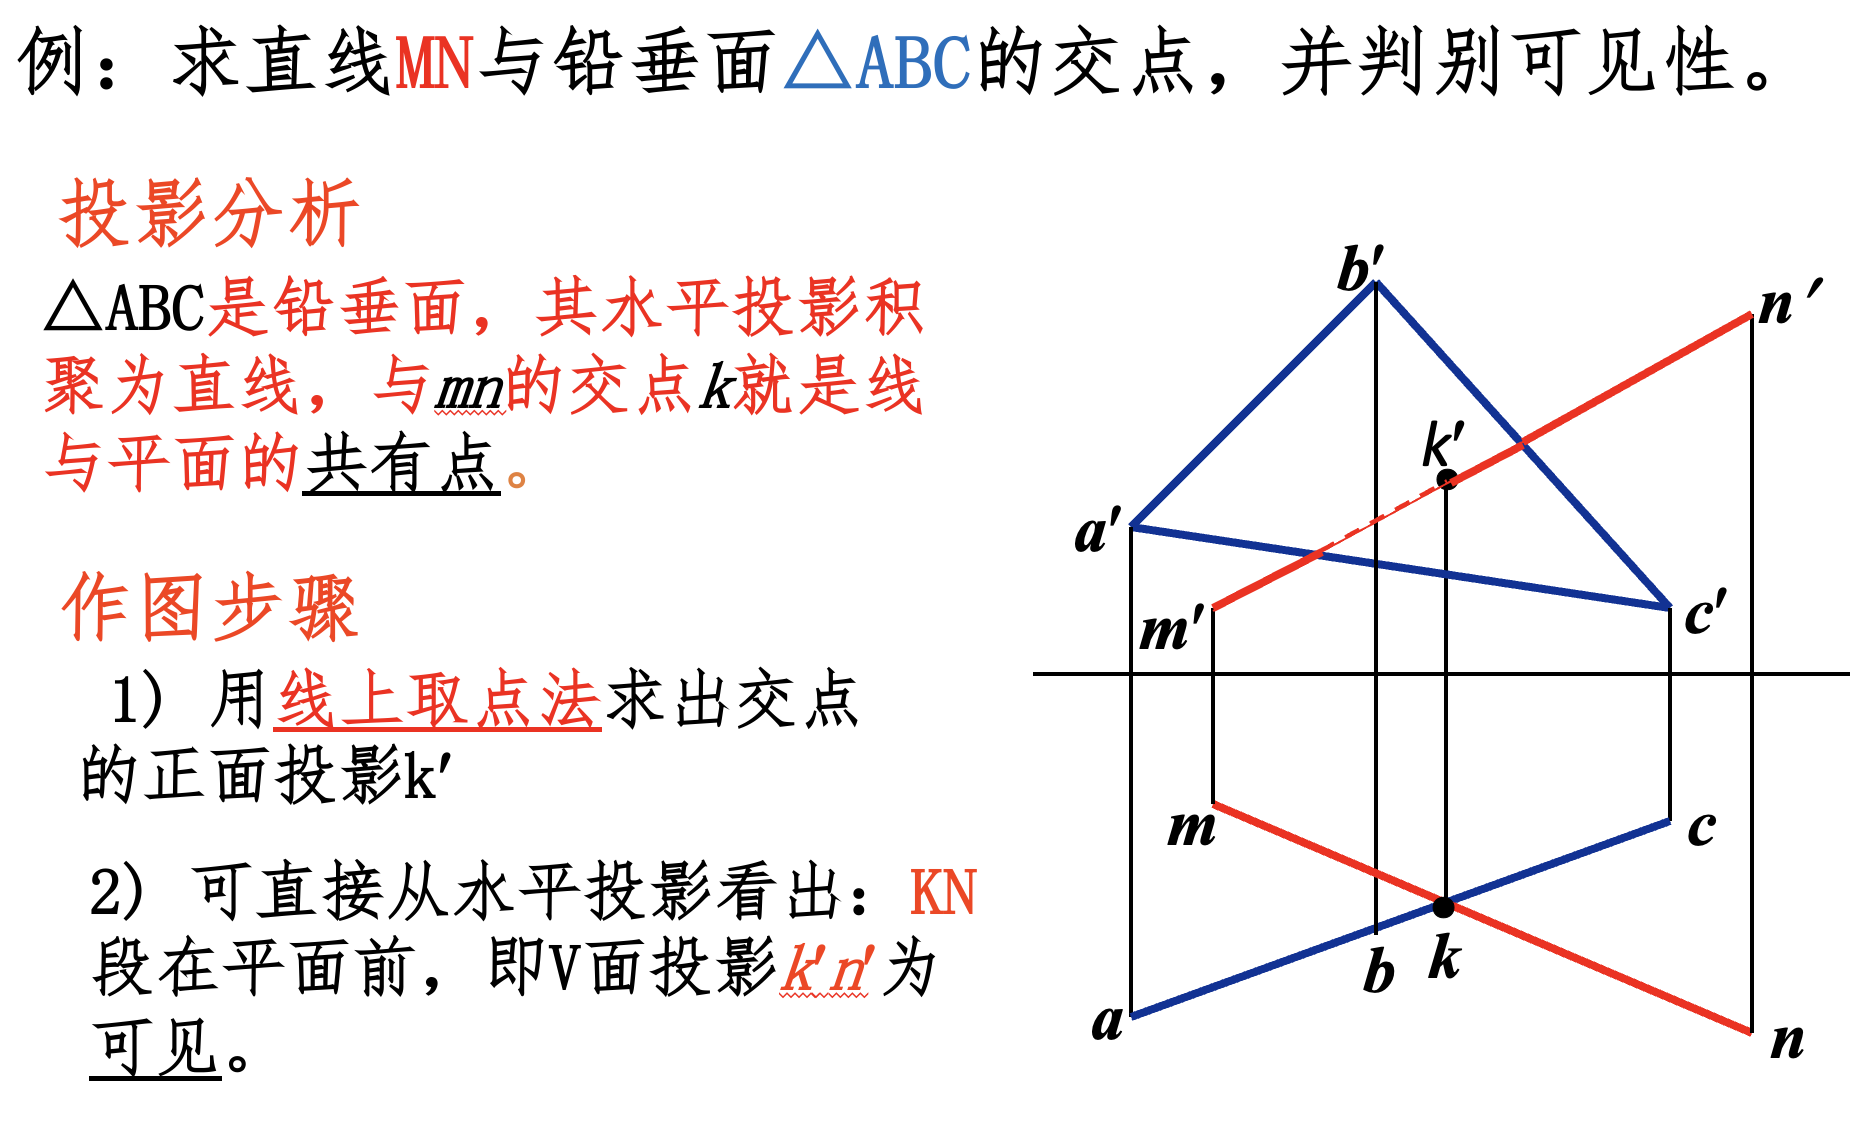 例：求直线MN与铅垂面△ABC的交点，并判别可见性。
投影分析
△ABC是铅垂面，其水平投影积
聚为直线，与mn的交点k就是线
与平面的共有点。
作图步骤
1) 用线上取点法求出交点
的正面投影k′
2) 可直接从水平投影看出：KN
段在平面前，即V面投影k′n′为
可见。
b′
n′
k′
a′
m′
c′
m
c
b
k
a
n